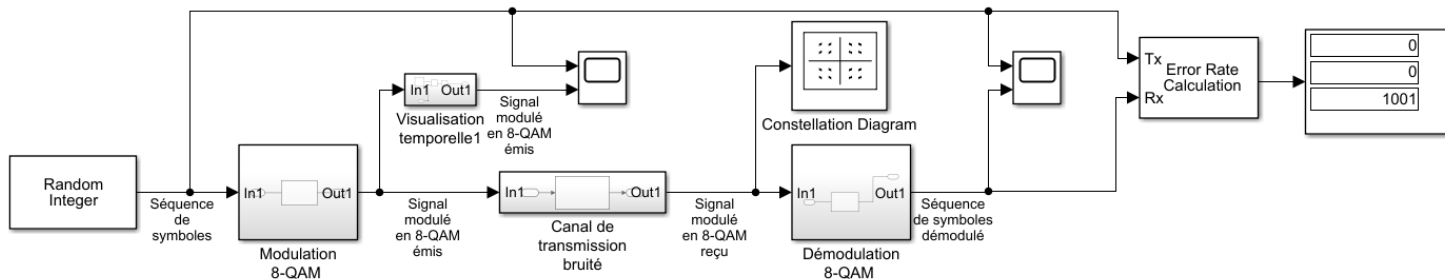 Random
Integer
Séquence
de
symboles
In1
Out1
Modulation
8-QAM
In1
Out1
Visualisation
temporelle1
Signal
modulé
en 8-QAM
émis
Signal
modulé
en 8-QAM
émis
In1
Out1
Canal de
transmission
bruité
Signal
modulé
en 8-QAM
reçu
Constellation Diagram
In1
Out1
Démodulation
8-QAM
Séquence
de symboles
démodulé
Tx
Rx
Error Rate
Calculation
0
0
1001